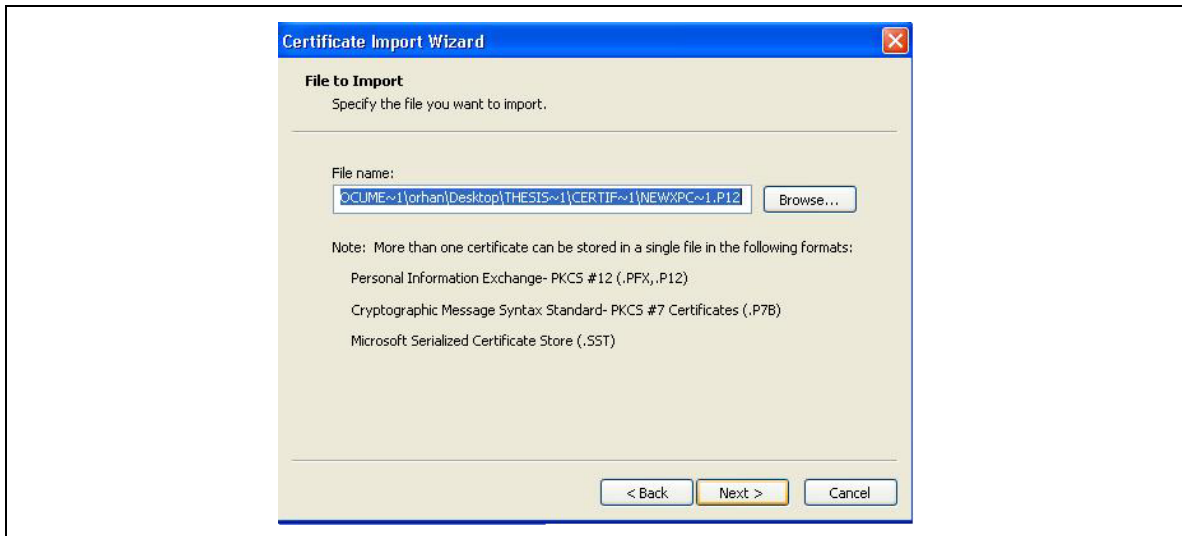 Certificate Import Wizard
File to Import
Specify the file you want to import.
File name:
OCUME~1\orhan\Desktop\THESIS~1\CERTIF~1\NEWXPC~1.P12
Browse...
Note: More than one certificate can be stored in a single file in the following formats:
Personal Information Exchange- PKCS #12 (.PFX,.P12)
Cryptographic Message Syntax Standard- PKCS #7 Certificates (.P7B)
Microsoft Serialized Certificate Store (.SST)
< Back Next > Cancel